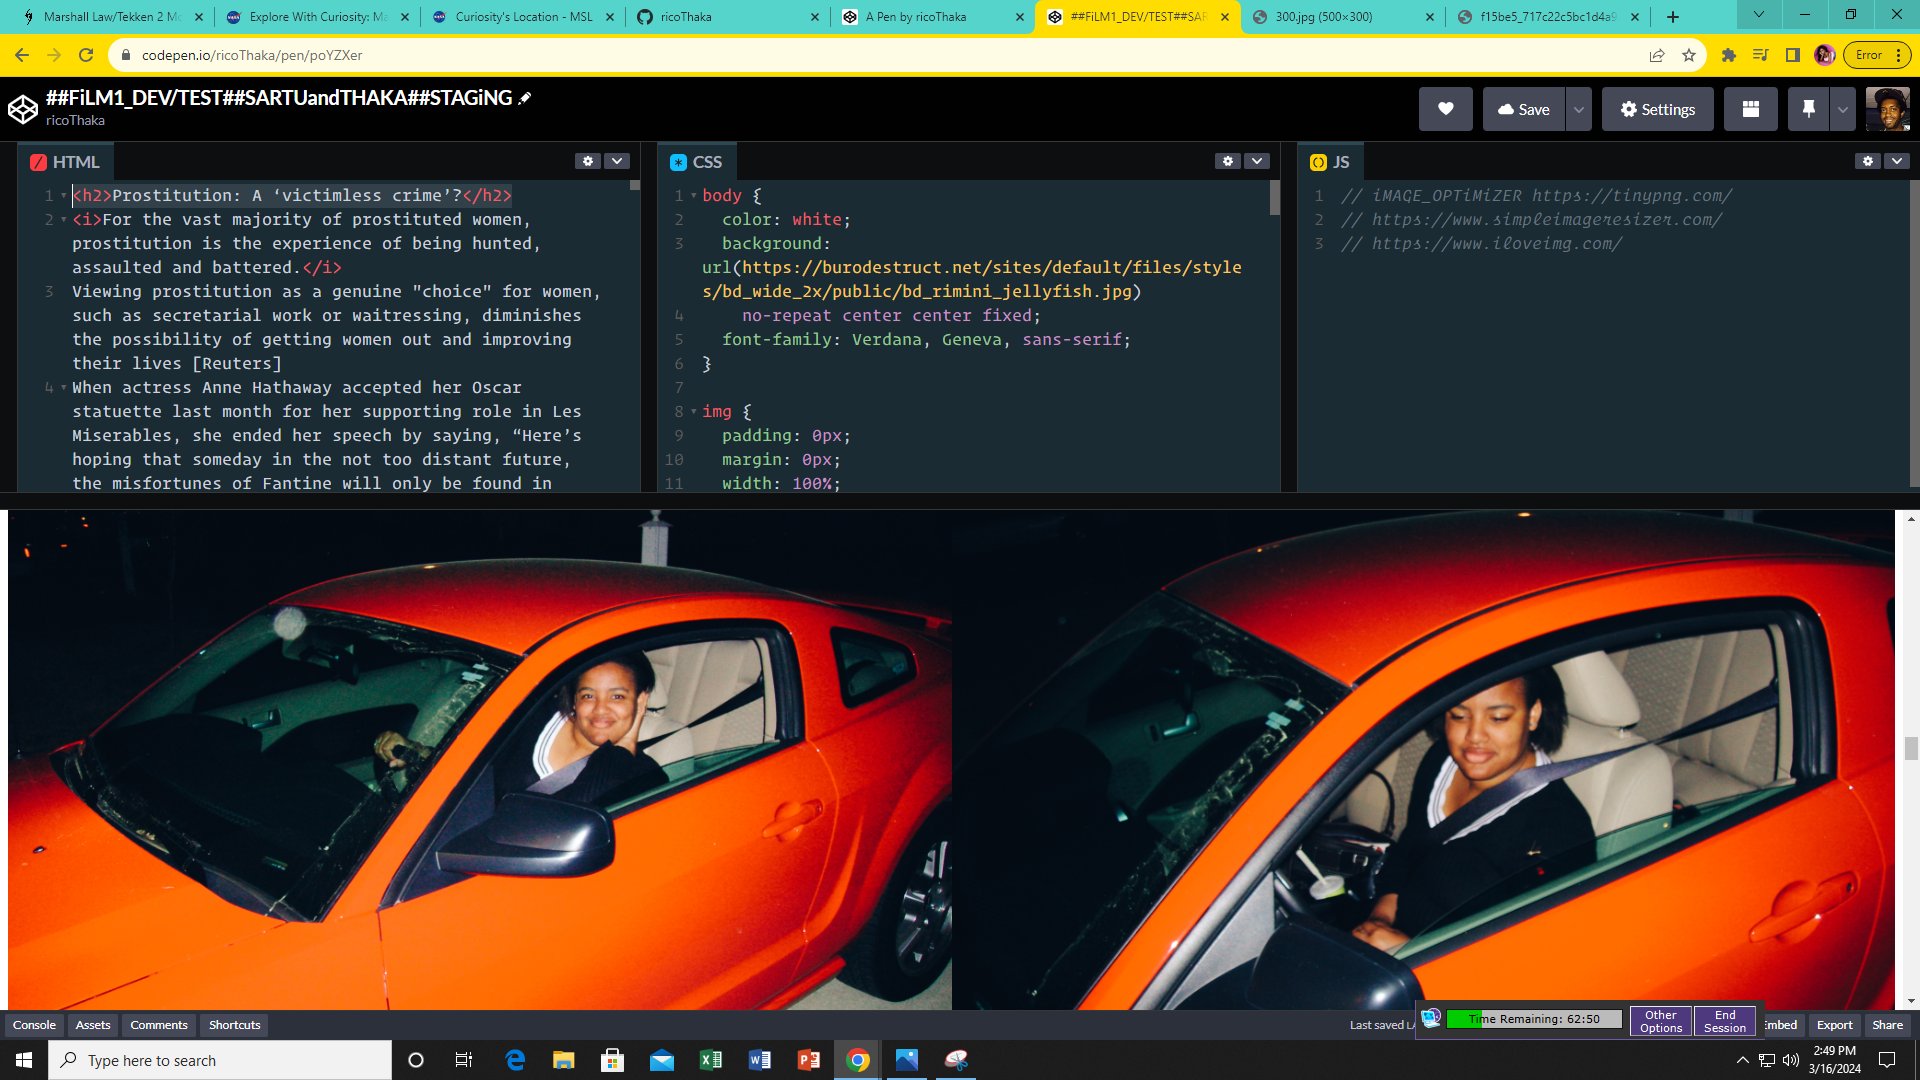 Marshall Law/Tekken 2 Mo
Explore With Curiosity: Ma
Curiosity's Location - MSL
ricoThaka
A Pen by ricoThaka
##FiLM1_DEV/TEST##SAR
300.jpg (500×300)
f15be5_717c22c5bc1d4a9
codepen.io/ricoThaka/pen/poYZXer
Error
##FiLM1_DEV/TEST##SARTUandTHAKA##STAGiNG
ricoThaka
Save
Settings
HTML
1 <h2>Prostitution: A ‘victimless crime’?</h2>
2 <i>For the vast majority of prostituted women,
prostitution is the experience of being hunted,
assaulted and battered.</i>
3 Viewing prostitution as a genuine "choice" for women,
such as secretarial work or waitressing, diminishes
the possibility of getting women out and improving
their lives [Reuters]
4 When actress Anne Hathaway accepted her Oscar
statuette last month for her supporting role in Les
Miserables, she ended her speech by saying, “Here’s
hoping that someday in the not too distant future,
the misfortunes of Fantine will only be found in
CSS
1 body {
2 color: white;
3 background:
url(https://burodestruct.net/sites/default/files/style
s/bd_wide_2x/public/bd_rimini_jellyfish.jpg)
4 no-repeat center center fixed;
5 font-family: Verdana, Geneva, sans-serif;
6 }
7
8 img {
9 padding: 0px;
10 margin: 0px;
11 width: 100%;
JS
1 // iMAGE_OPTiMiZER https://tinypng.com/
2 // https://www.simpleimageresizer.com/
3 // https://www.iloveimg.com/
Console
Assets
Comments
Shortcuts
Last saved
Time Remaining: 62:50
Other Options
End Session
Export
Share
Type here to search
2:49 PM
3/16/2024